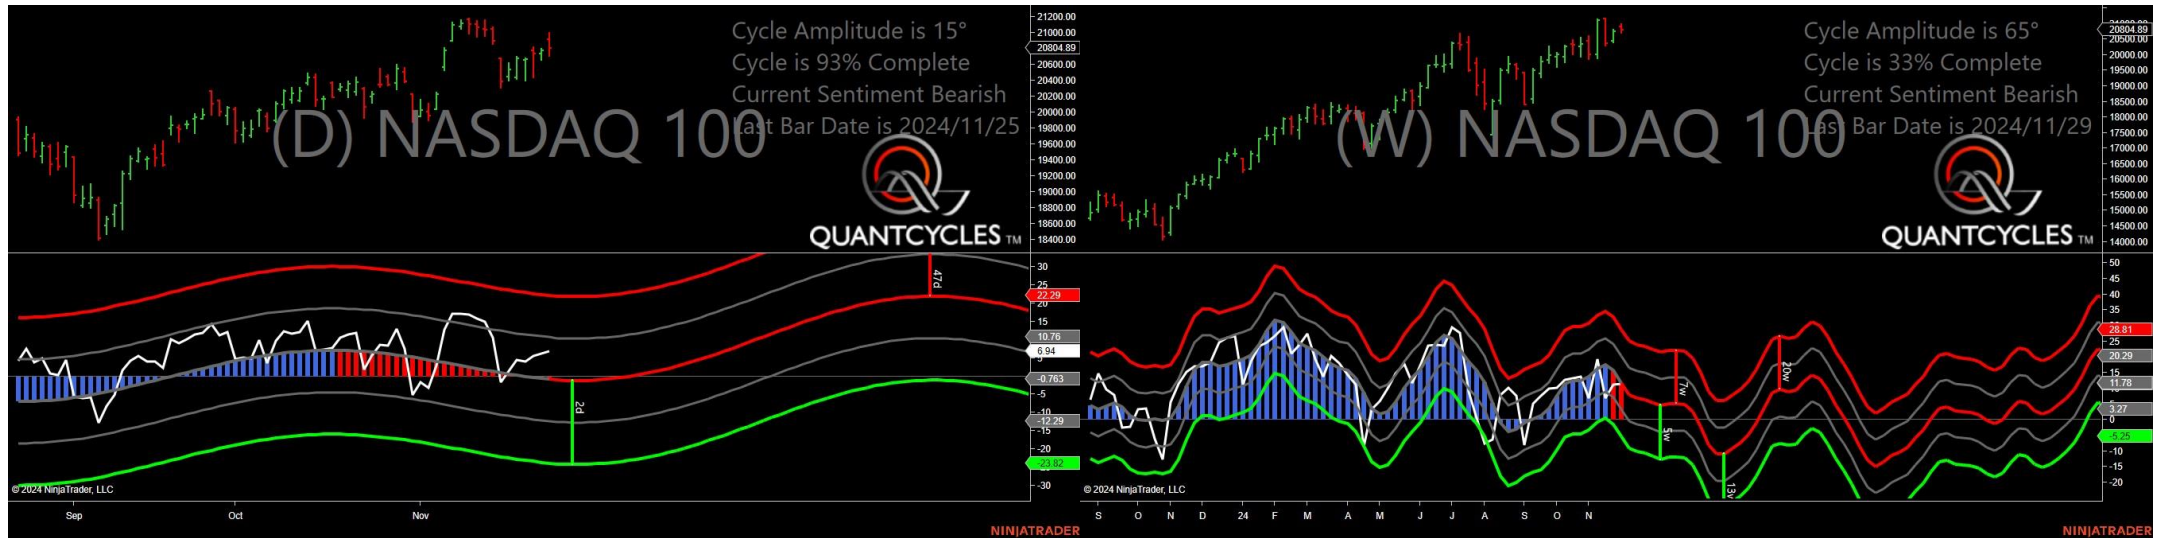 Cycle Amplitude is 15°
Cycle is 93% Complete
Current Sentiment Bearish
Last Bar Date is 2024/11/25
(D) NASDAQ 100
QUANTCYCLES TM
21200.00
21000.00
20804.89
20600.00
20400.00
20200.00
20000.00
19800.00
19600.00
19400.00
19200.00
19000.00
18800.00
18600.00
18400.00
47d
2d
30
25
22.29
20
15
10.76
6.94
5
-0.763
-5
-10
-12.29
-15
-20
-23.82
-30
© 2024 NinjaTrader, LLC
Sep Oct Nov
NINJATRADER
Cycle Amplitude is 65°
Cycle is 33% Complete
Current Sentiment Bearish
Last Bar Date is 2024/11/29
(W) NASDAQ 100
QUANTCYCLES TM
20804.89
20500.00
20000.00
19500.00
19000.00
18500.00
18000.00
17500.00
17000.00
16500.00
16000.00
15500.00
15000.00
14500.00
14000.00
7w
5w
20w
50
45
40
35
28.81
25
20.29
15
11.78
3.27
0
-5.25
-10
-15
-20
© 2024 NinjaTrader, LLC
S O N D 24 F M A M J J A S O N
NINJATRADER